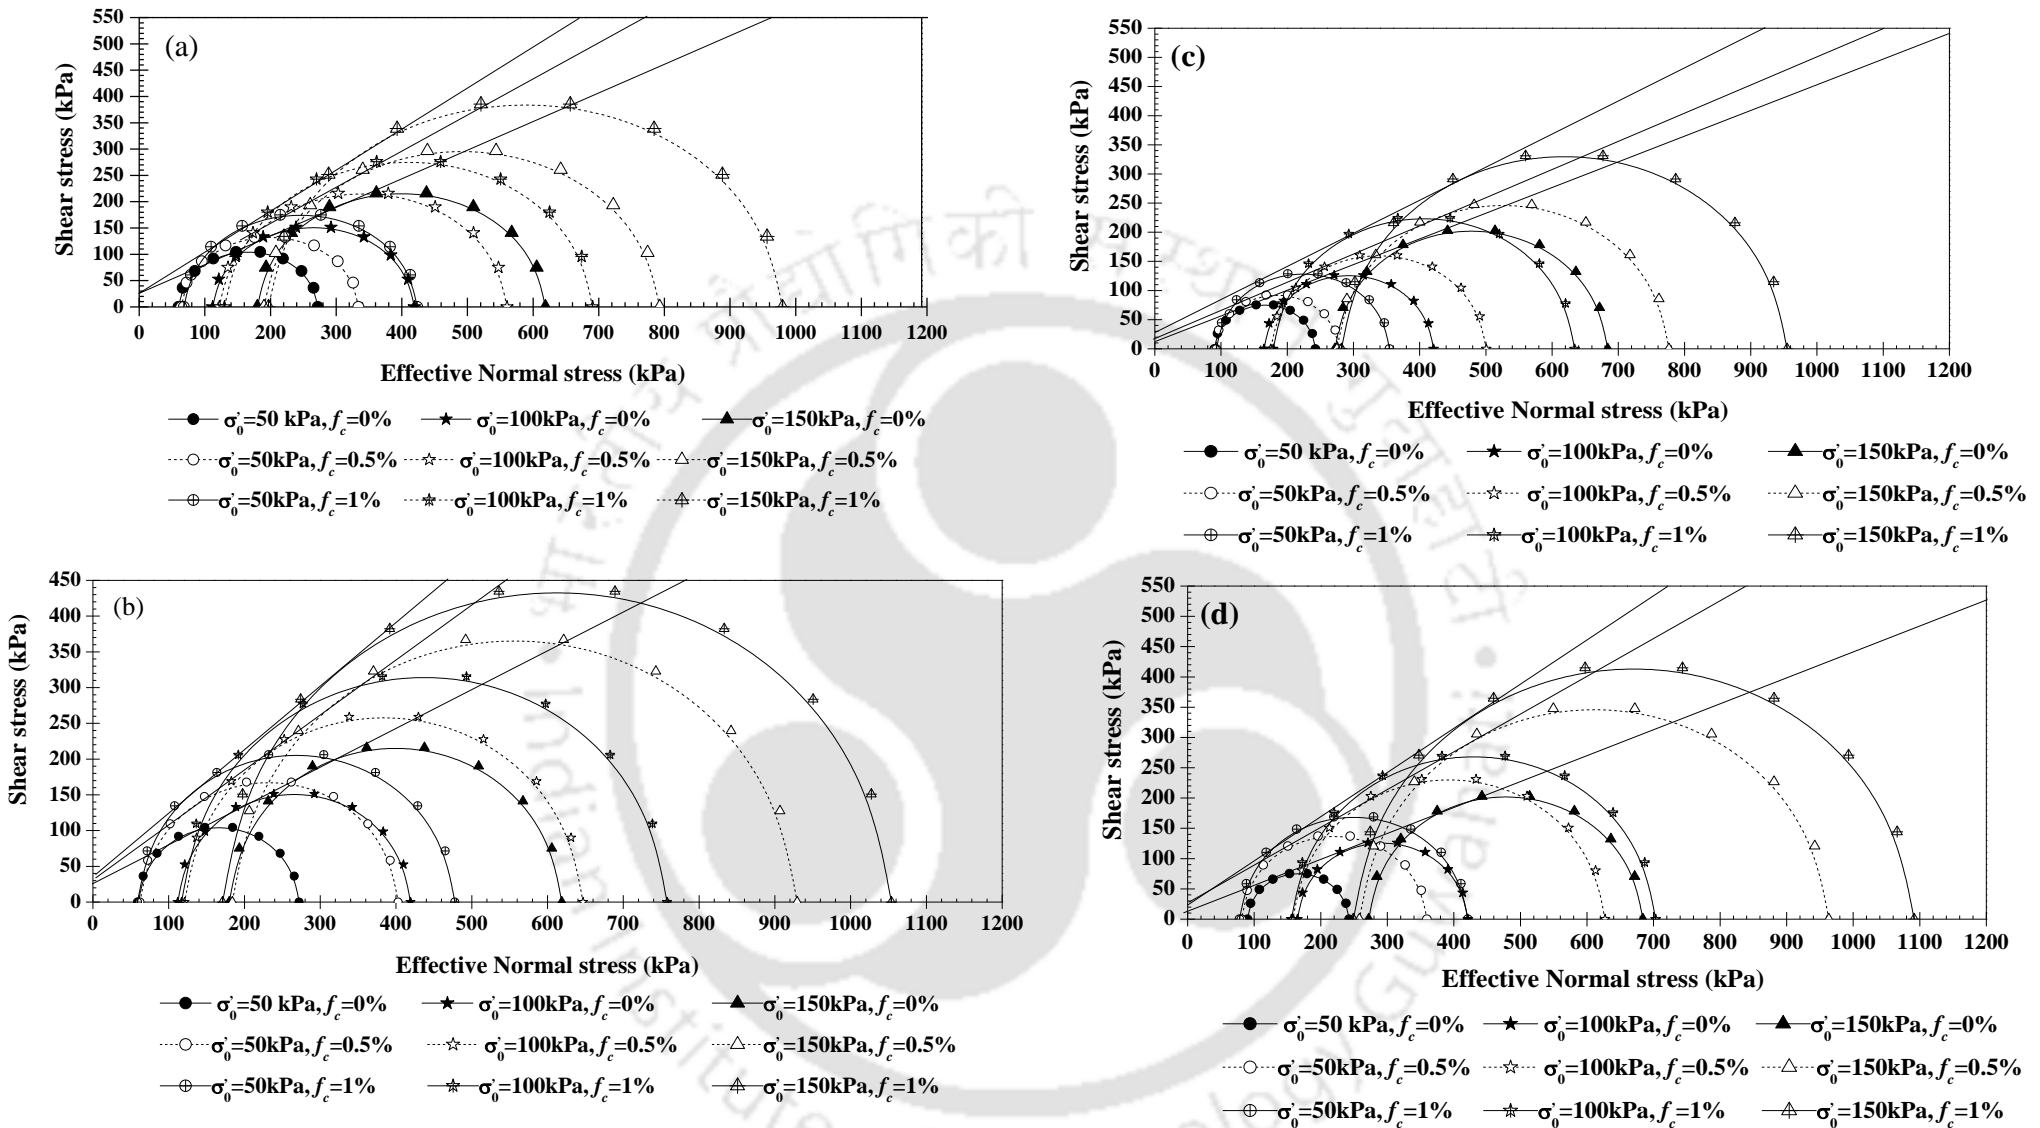 (a)
Shear stress (kPa)
550
500
450
400
350
300
250
200
150
100
50
0
0 100 200 300 400 500 600 700 800 900 1000 1100 1200
Effective Normal stress (kPa)
σ'0=50 kPa, fc=0% σ'0=100kPa, fc=0% σ'0=150kPa, fc=0%
σ'0=50kPa, fc=0.5% σ'0=100kPa, fc=0.5% σ'0=150kPa, fc=0.5%
σ'0=50kPa, fc=1% σ'0=100kPa, fc=1% σ'0=150kPa, fc=1%
(b)
Shear stress (kPa)
450
400
350
300
250
200
150
100
50
0
0 100 200 300 400 500 600 700 800 900 1000 1100 1200
Effective Normal stress (kPa)
σ'0=50 kPa, fc=0% σ'0=100kPa, fc=0% σ'0=150kPa, fc=0%
σ'0=50kPa, fc=0.5% σ'0=100kPa, fc=0.5% σ'0=150kPa, fc=0.5%
σ'0=50kPa, fc=1% σ'0=100kPa, fc=1% σ'0=150kPa, fc=1%
(c)
Shear stress (kPa)
550
500
450
400
350
300
250
200
150
100
50
0
0 100 200 300 400 500 600 700 800 900 1000 1100 1200
Effective Normal stress (kPa)
σ'0=50 kPa, fc=0% σ'0=100kPa, fc=0% σ'0=150kPa, fc=0%
σ'0=50kPa, fc=0.5% σ'0=100kPa, fc=0.5% σ'0=150kPa, fc=0.5%
σ'0=50kPa, fc=1% σ'0=100kPa, fc=1% σ'0=150kPa, fc=1%
(d)
Shear stress (kPa)
550
500
450
400
350
300
250
200
150
100
50
0
0 100 200 300 400 500 600 700 800 900 1000 1100 1200
Effective Normal stress (kPa)
σ'0=50 kPa, fc=0% σ'0=100kPa, fc=0% σ'0=150kPa, fc=0%
σ'0=50kPa, fc=0.5% σ'0=100kPa, fc=0.5% σ'0=150kPa, fc=0.5%
σ'0=50kPa, fc=1% σ'0=100kPa, fc=1% σ'0=150kPa, fc=1%
Indian Institute